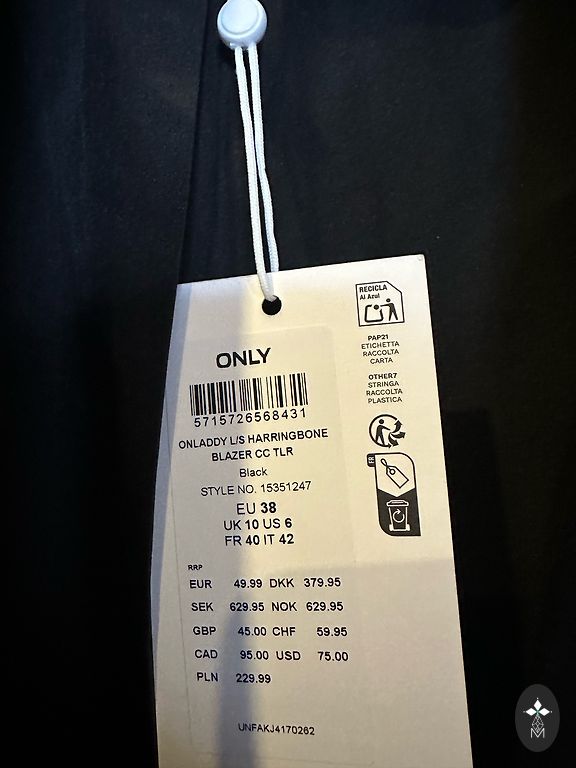 RECICLA
Al Azul
PAP21
ETICHETTA
RACCOLTA
CARTA
OTHER7
STRINGA
RACCOLTA
PLASTICA
FR
ONLY
5715726568431
ONLADDY L/S HARRINGBONE
BLAZER CC TLR
Black
STYLE NO. 15351247
EU 38
UK 10 US 6
FR 40 IT 42
RRP
EUR 49.99 DKK 379.95
SEK 629.95 NOK 629.95
GBP 45.00 CHF 59.95
CAD 95.00 USD 75.00
PLN 229.99
UNFAKJ4170262